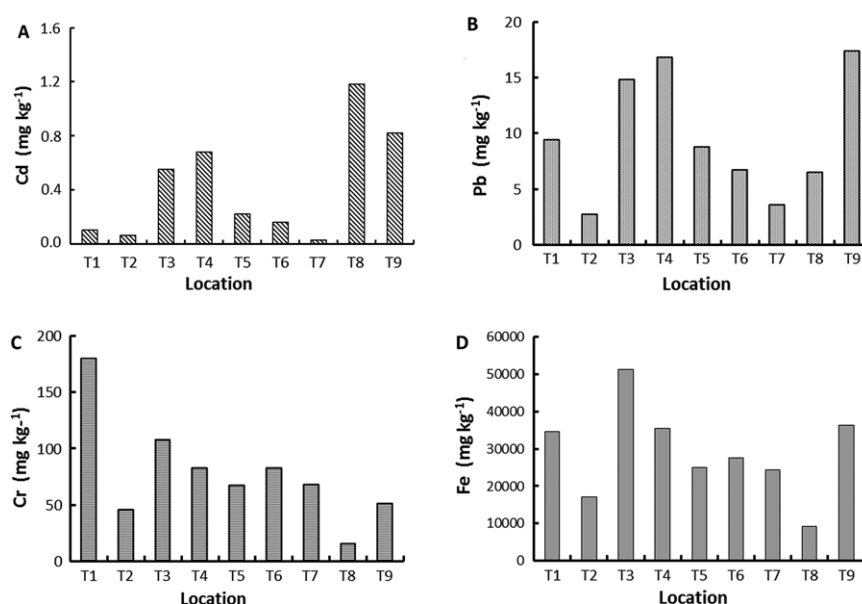 A
Cd (mg kg⁻¹)
1.6
1.2
0.8
0.4
0.0
T1 T2 T3 T4 T5 T6 T7 T8 T9
Location
B
Pb (mg kg⁻¹)
20
15
10
5
0
T1 T2 T3 T4 T5 T6 T7 T8 T9
Location
C
Cr (mg kg-¹)
200
150
100
50
0
T1 T2 T3 T4 T5 T6 T7 T8 T9
Location
D
Fe (mg kg⁻¹)
60000
50000
40000
30000
20000
10000
0
T1 T2 T3 T4 T5 T6 T7 T8 T9
Location